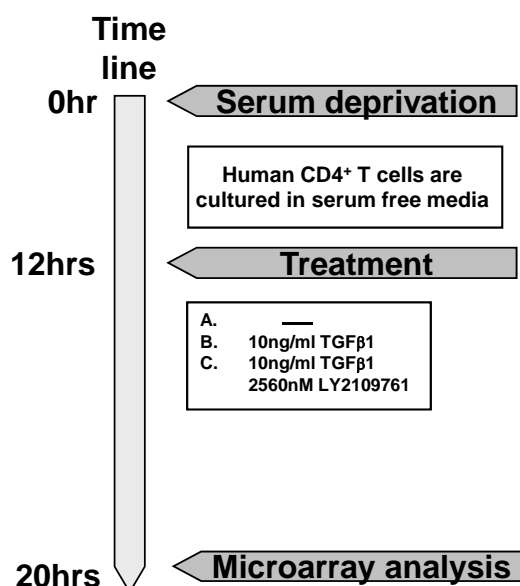 Time
line
0hr
Serum deprivation
Human CD4⁺ T cells are
cultured in serum free media
12hrs
Treatment
A. —
B. 10ng/ml TGFβ1
C. 10ng/ml TGFβ1
2560nM LY2109761
20hrs
Microarray analysis